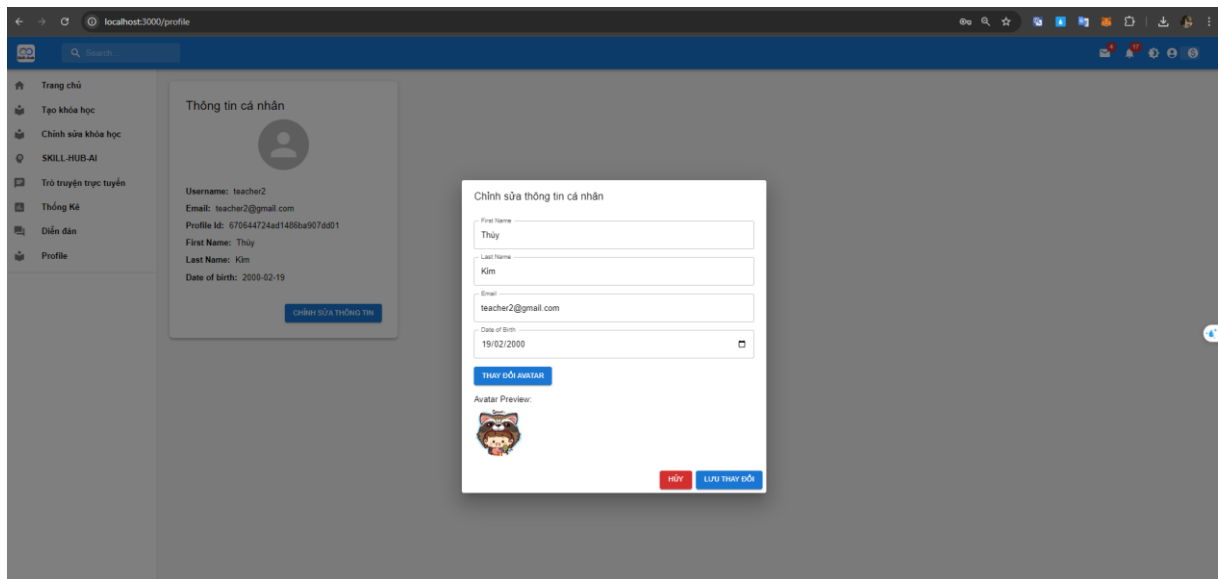 localhost:3000/profile
Search...
4
17
Trang chủ
Tạo khóa học
Chỉnh sửa khóa học
SKILL-HUB-AI
Trò truyện trực tuyến
Thống Kê
Diễn đàn
Profile
Thông tin cá nhân
Username: teacher2
Email: teacher2@gmail.com
Profile Id: 670644724ad1486ba907dd01
First Name: Thùy
Last Name: Kim
Date of birth: 2000-02-19
CHỈNH SỬA THÔNG TIN
Chỉnh sửa thông tin cá nhân
First Name
Thùy
Last Name
Kim
Email
teacher2@gmail.com
Date of Birth
19/02/2000
THAY ĐỔI AVATAR
Avatar Preview:
HỦY
LƯU THAY ĐỔI